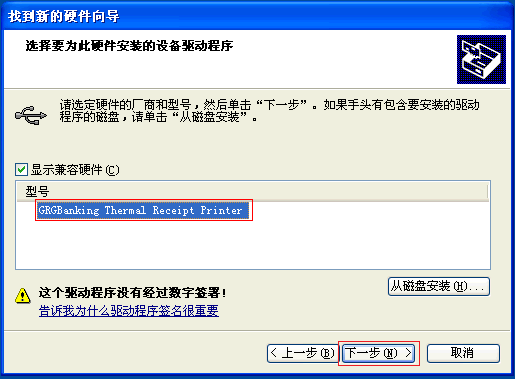 找到新的硬件向导
选择要为此硬件安装的设备驱动程序
请选定硬件的厂商和型号，然后单击“下一步”。如果手头有包含要安装的驱动
程序的磁盘，请单击“从磁盘安装”。
显示兼容硬件(C)
型号
GRGBanking Thermal Receipt Printer
这个驱动程序没有经过数字签署!
告诉我为什么驱动程序签名很重要
从磁盘安装(H)...
< 上一步(B)
下一步(N) >
取消